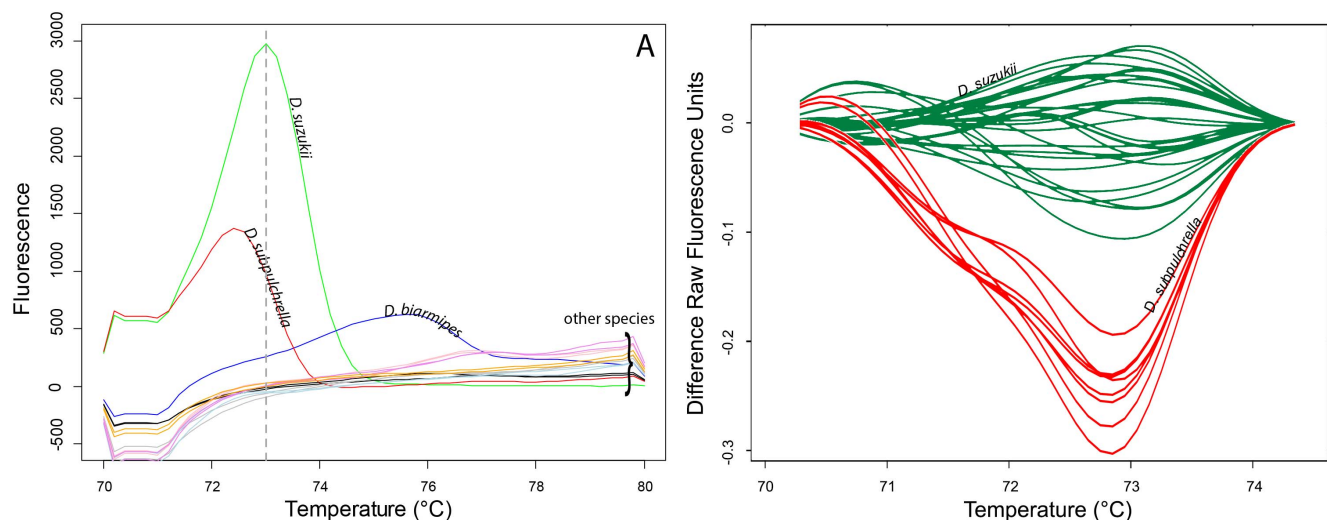 A
3000
2500
2000
1500
1000
500
0
-500
Fluorescence
D. suzukii
D. subpulchrella
D. biarmipes
other species
70 72 74 76 78 80
Temperature (°C)
0.0
-0.1
-0.2
-0.3
Difference Raw Fluorescence Units
D. suzukii
D. subpulchrella
70 71 72 73 74
Temperature (°C)